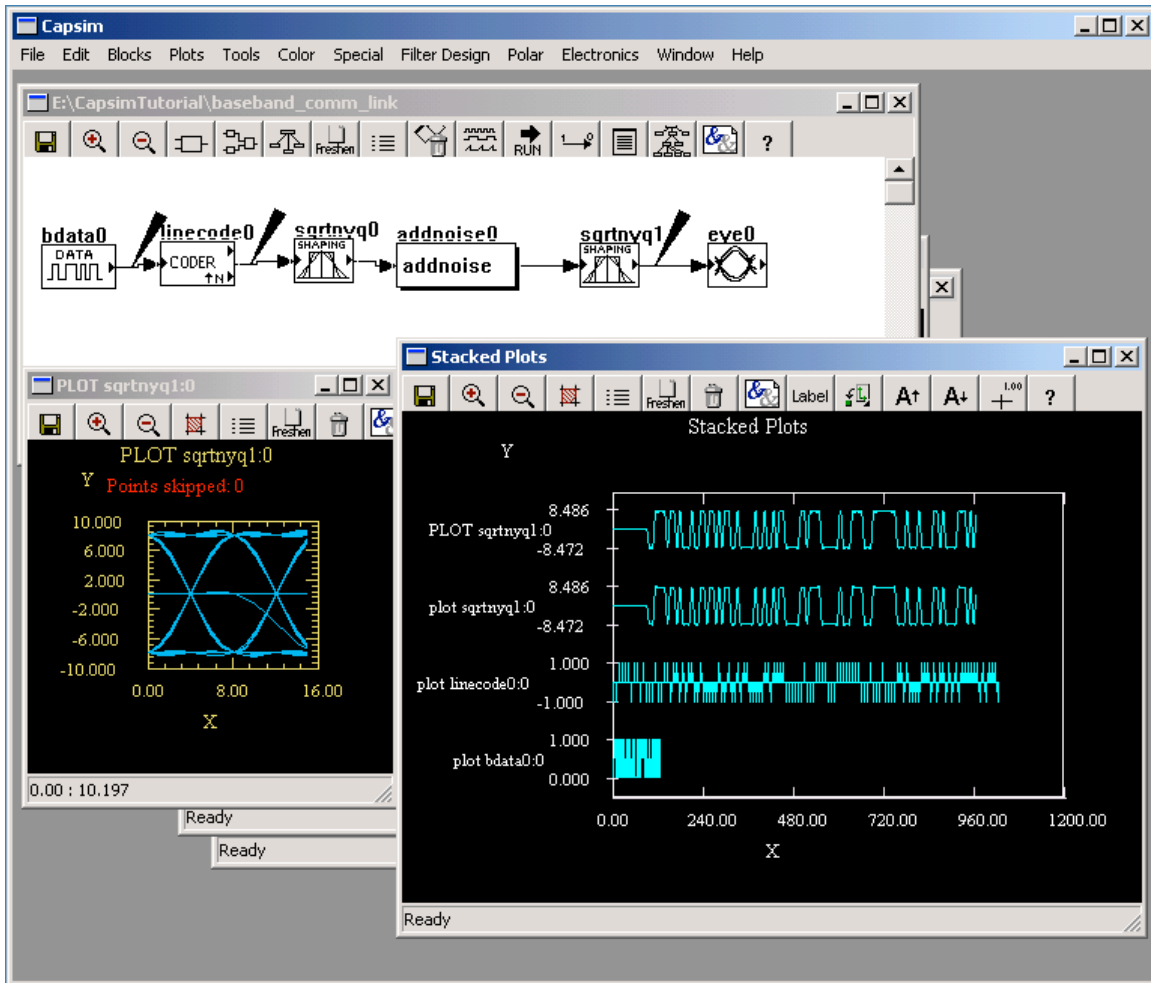 Capsim
File Edit Blocks Plots Tools Color Special Filter Design Polar Electronics Window Help
E:\CapsimTutorial\baseband_comm_link
Freshen RUN ?
bdata0 linecode0 sqrtnyq0 addnoise0 sqrtnyq1 eye0
DATA CODER ↑N SHAPING addnoise SHAPING
PLOT sqrtnyq1:0
Freshen
PLOT sqrtnyq1:0
Y Points skipped: 0
10.000
6.000
2.000
-2.000
-6.000
-10.000
0.00 8.00 16.00
X
0.00 : 10.197
Ready
Ready
Stacked Plots
Freshen Label A↑ A↓ 1.00 ?
Stacked Plots
Y
8.486
PLOT sqrtnyq1:0
-8.472
8.486
plot sqrtnyq1:0
-8.472
1.000
plot linecode0:0
-1.000
1.000
plot bdata0:0
0.000
0.00 240.00 480.00 720.00 960.00 1200.00
X
Ready